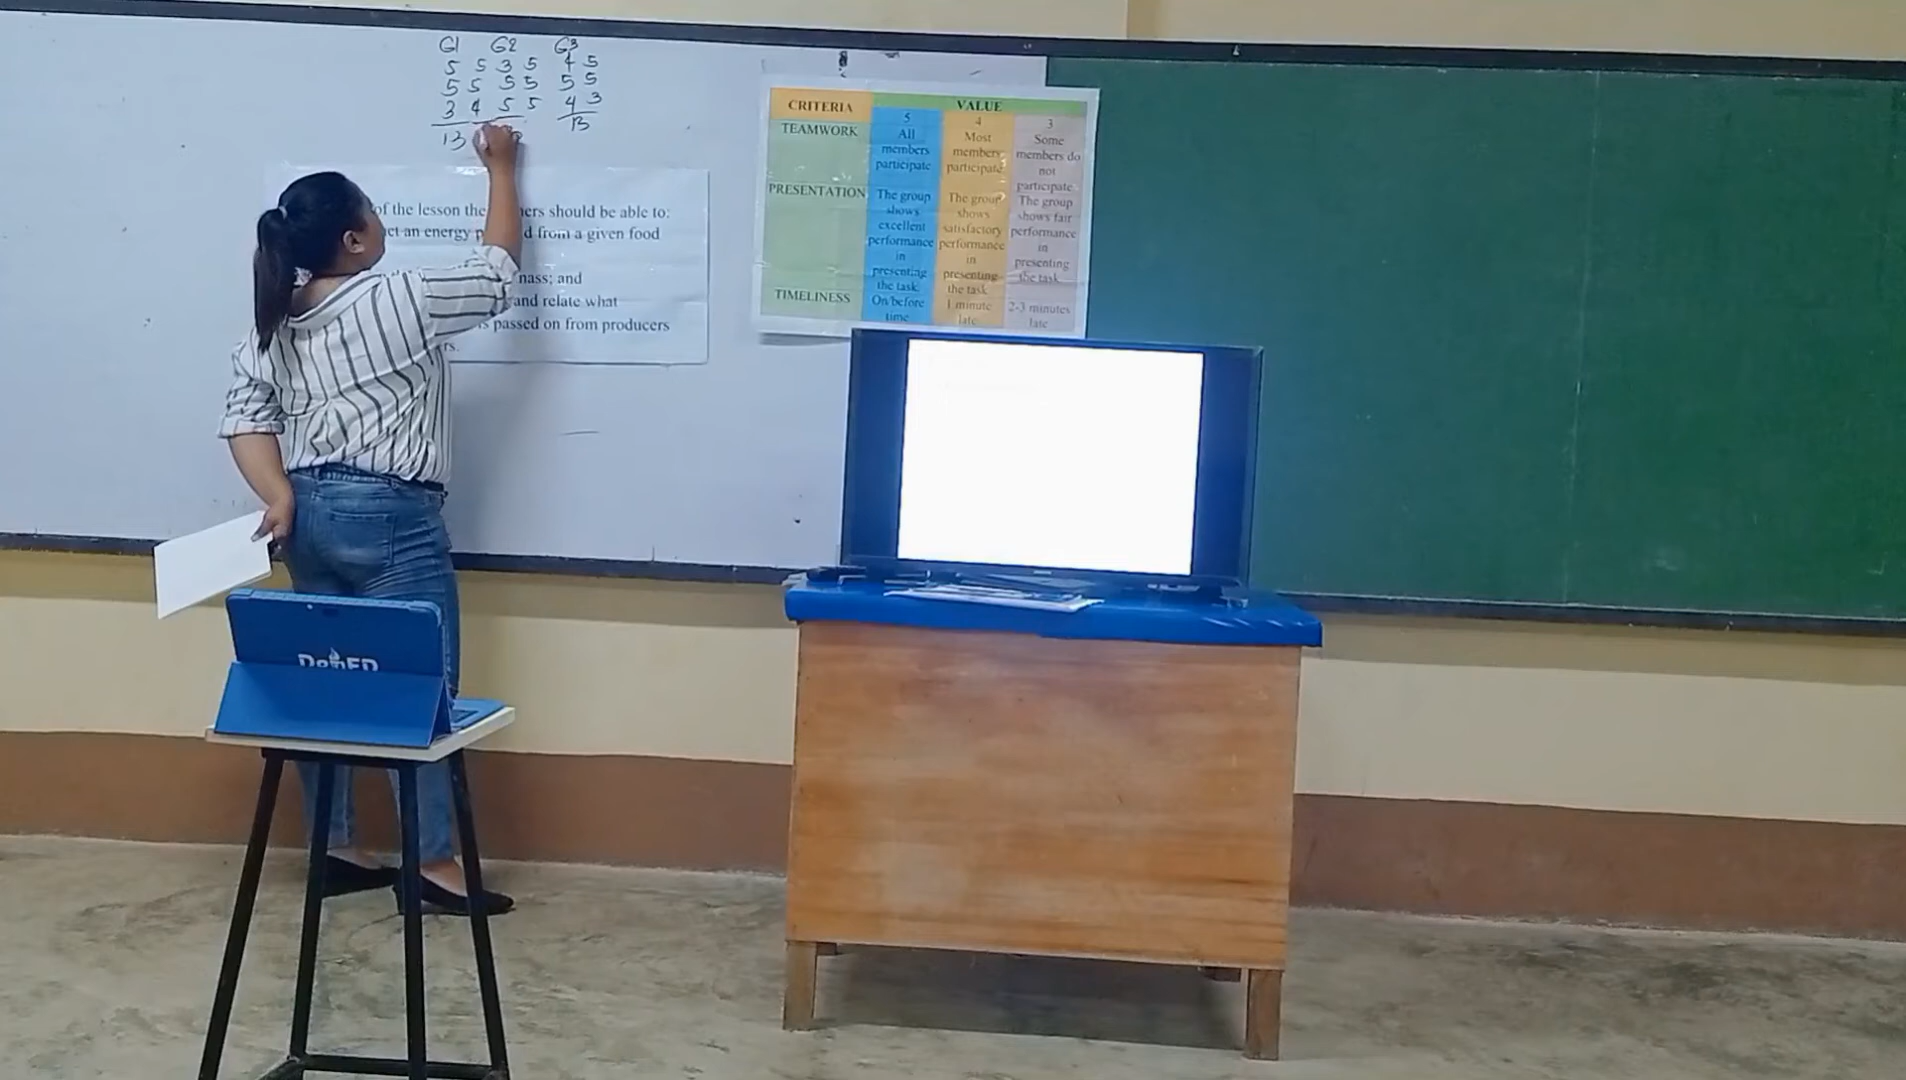 G1 G2 G3
5 5 3 5 4 5
5 5 5 5 5 5
3 4 5 5 4 3
13 13
of the lesson the ers should be able to:
ct an energy p d from a given food
mass; and
and relate what
is passed on from producers
rs.
CRITERIA VALUE
5 4 3
TEAMWORK
All members participate
Most members participate
Some members do not participate
PRESENTATION
The group shows excellent performance in presenting the task
The group shows satisfactory performance in presenting the task
The group shows fair performance in presenting the task
TIMELINESS
On/before time
1 minute late
2-3 minutes late
DepED